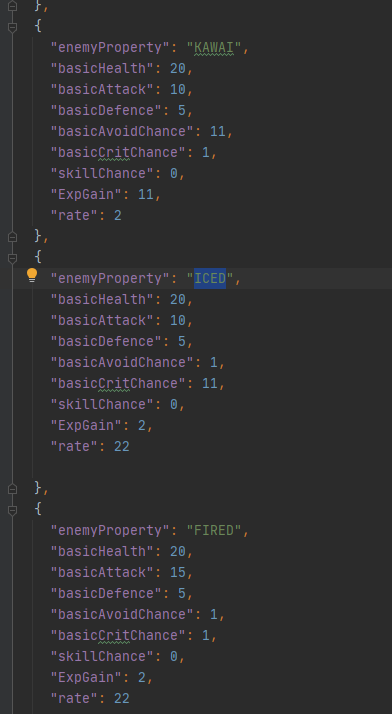 },
{
"enemyProperty": "KAWAI",
"basicHealth": 20,
"basicAttack": 10,
"basicDefence": 5,
"basicAvoidChance": 11,
"basicCritChance": 1,
"skillChance": 0,
"ExpGain": 11,
"rate": 2
},
{
"enemyProperty": "ICED",
"basicHealth": 20,
"basicAttack": 10,
"basicDefence": 5,
"basicAvoidChance": 1,
"basicCritChance": 11,
"skillChance": 0,
"ExpGain": 2,
"rate": 22
},
{
"enemyProperty": "FIRED",
"basicHealth": 20,
"basicAttack": 15,
"basicDefence": 5,
"basicAvoidChance": 1,
"basicCritChance": 1,
"skillChance": 0,
"ExpGain": 2,
"rate": 22